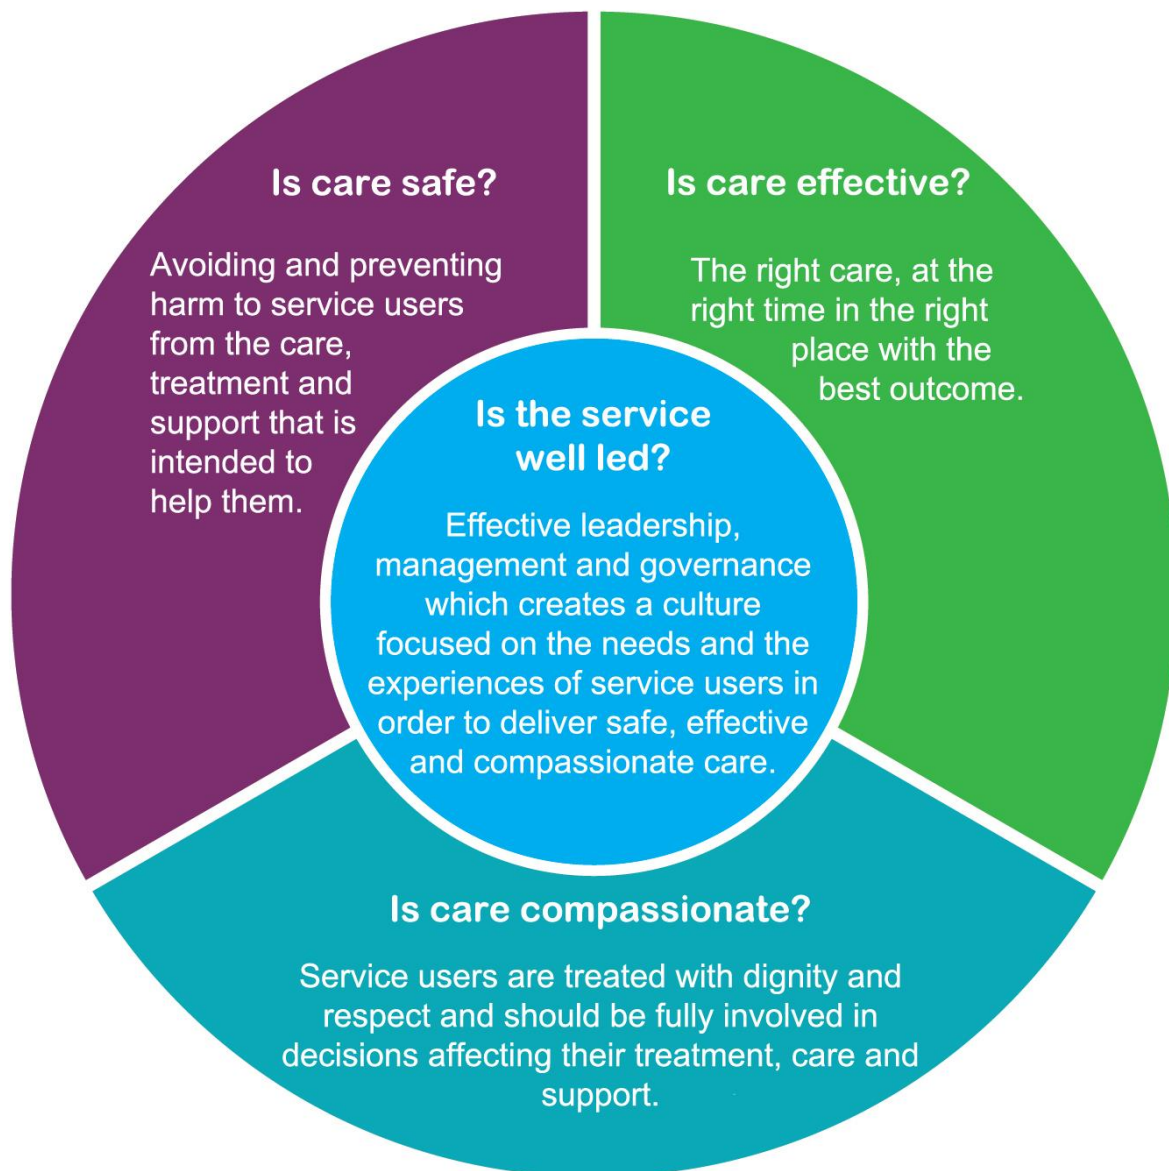 Is care safe?
Avoiding and preventing
harm to service users
from the care,
treatment and
support that is
intended to
help them.
Is care effective?
The right care, at the
right time in the right
place with the
best outcome.
Is the service
well led?
Effective leadership,
management and governance
which creates a culture
focused on the needs and the
experiences of service users in
order to deliver safe, effective
and compassionate care.
Is care compassionate?
Service users are treated with dignity and
respect and should be fully involved in
decisions affecting their treatment, care and
support.